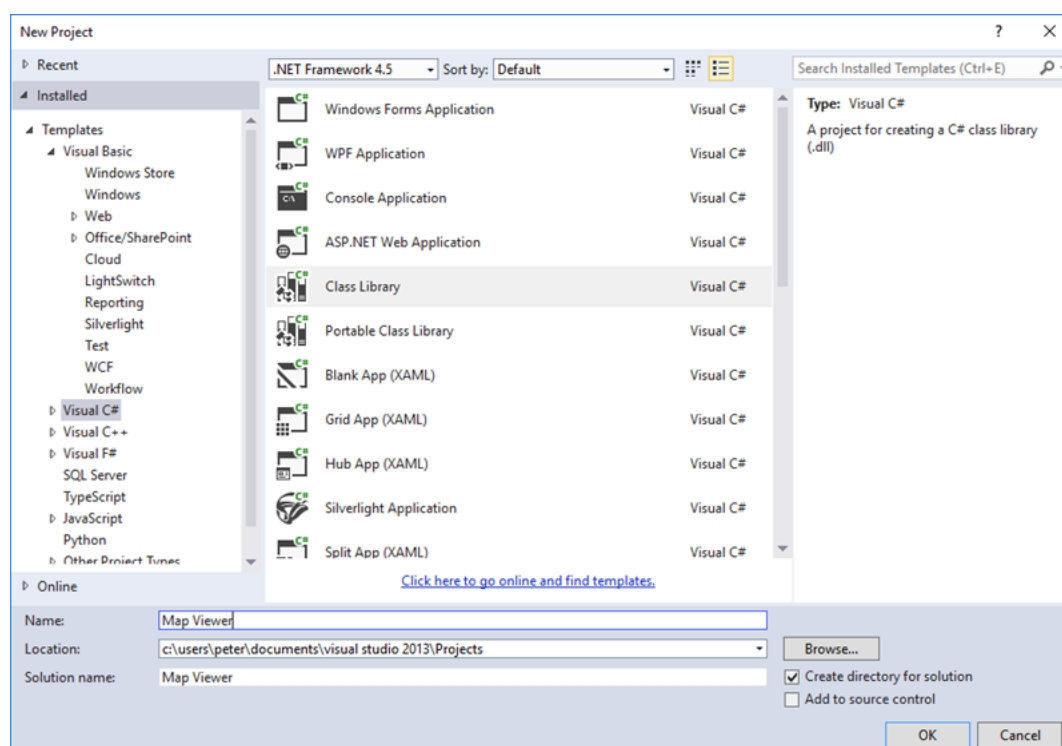 New Project
?
Recent
.NET Framework 4.5
Sort by: Default
Search Installed Templates (Ctrl+E)
Installed
Templates
Visual Basic
Windows Store
Windows
Web
Office/SharePoint
Cloud
LightSwitch
Reporting
Silverlight
Test
WCF
Workflow
Visual C#
Visual C++
Visual F#
SQL Server
TypeScript
JavaScript
Python
Other Project Types
Online
Windows Forms Application Visual C#
WPF Application Visual C#
Console Application Visual C#
ASP.NET Web Application Visual C#
Class Library Visual C#
Portable Class Library Visual C#
Blank App (XAML) Visual C#
Grid App (XAML) Visual C#
Hub App (XAML) Visual C#
Silverlight Application Visual C#
Split App (XAML) Visual C#
Click here to go online and find templates.
Type: Visual C#
A project for creating a C# class library
(.dll)
Name: Map Viewer
Location: c:\users\peter\documents\visual studio 2013\Projects
Browse...
Solution name: Map Viewer
Create directory for solution
Add to source control
OK
Cancel